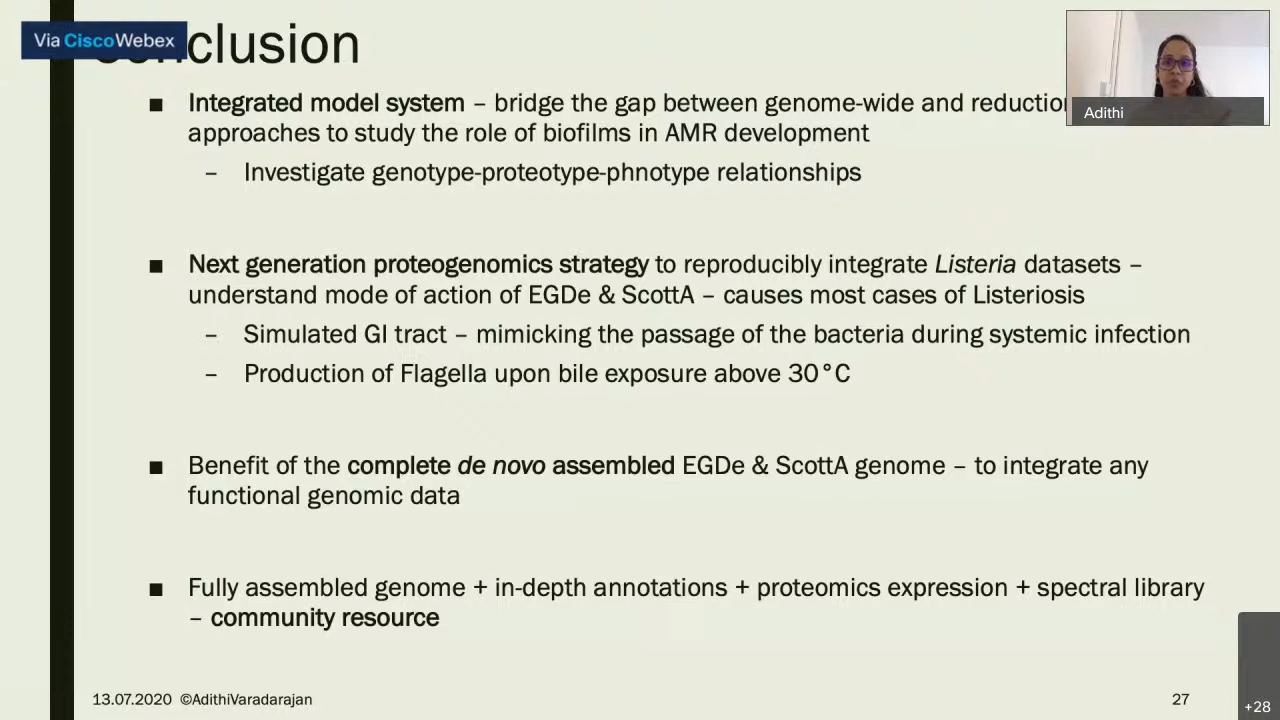 Via CiscoWebex
clusion
Adithi
■ Integrated model system – bridge the gap between genome-wide and
approaches to study the role of biofilms in AMR development
– Investigate genotype-proteotype-phnotype relationships
■ Next generation proteogenomics strategy to reproducibly integrate Listeria datasets –
understand mode of action of EGDe & ScottA – causes most cases of Listeriosis
– Simulated GI tract – mimicking the passage of the bacteria during systemic infection
– Production of Flagella upon bile exposure above 30°C
■ Benefit of the complete de novo assembled EGDe & ScottA genome – to integrate any
functional genomic data
■ Fully assembled genome + in-depth annotations + proteomics expression + spectral library
– community resource
13.07.2020 ©AdithiVaradarajan
27
+28